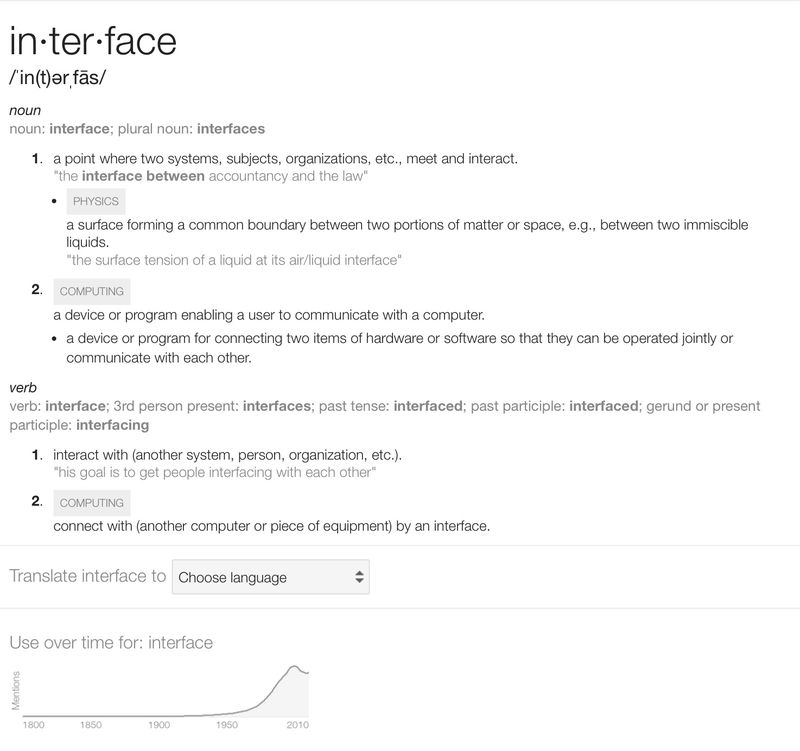 in·ter·face
/ˈin(t)ərˌfās/
noun
noun: interface; plural noun: interfaces
1. a point where two systems, subjects, organizations, etc., meet and interact.
"the interface between accountancy and the law"
• PHYSICS
a surface forming a common boundary between two portions of matter or space, e.g., between two immiscible
liquids.
"the surface tension of a liquid at its air/liquid interface"
2. COMPUTING
a device or program enabling a user to communicate with a computer.
• a device or program for connecting two items of hardware or software so that they can be operated jointly or
communicate with each other.
verb
verb: interface; 3rd person present: interfaces; past tense: interfaced; past participle: interfaced; gerund or present
participle: interfacing
1. interact with (another system, person, organization, etc.).
"his goal is to get people interfacing with each other"
2. COMPUTING
connect with (another computer or piece of equipment) by an interface.
Translate interface to Choose language
Use over time for: interface
Mentions
1800 1850 1900 1950 2010